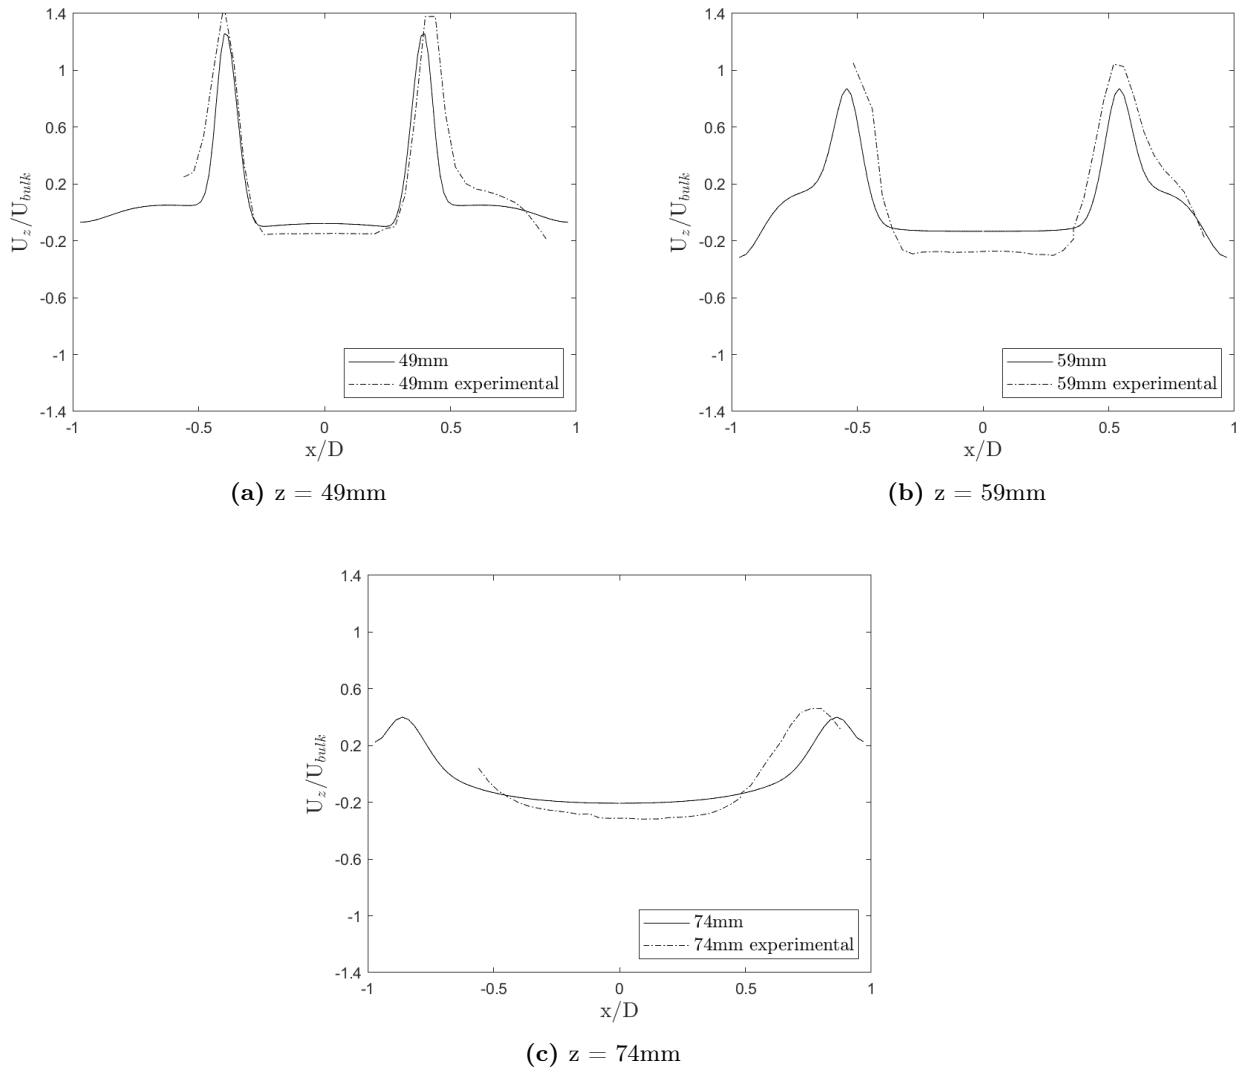 1.4
1
0.6
0.2
-0.2
-0.6
-1
-1.4
U_z/U_bulk
49mm
49mm experimental
-1 -0.5 0 0.5 1
x/D
(a) z = 49mm
1.4
1
0.6
0.2
-0.2
-0.6
-1
-1.4
U_z/U_bulk
59mm
59mm experimental
-1 -0.5 0 0.5 1
x/D
(b) z = 59mm
1.4
1
0.6
0.2
-0.2
-0.6
-1
-1.4
U_z/U_bulk
74mm
74mm experimental
-1 -0.5 0 0.5 1
x/D
(c) z = 74mm